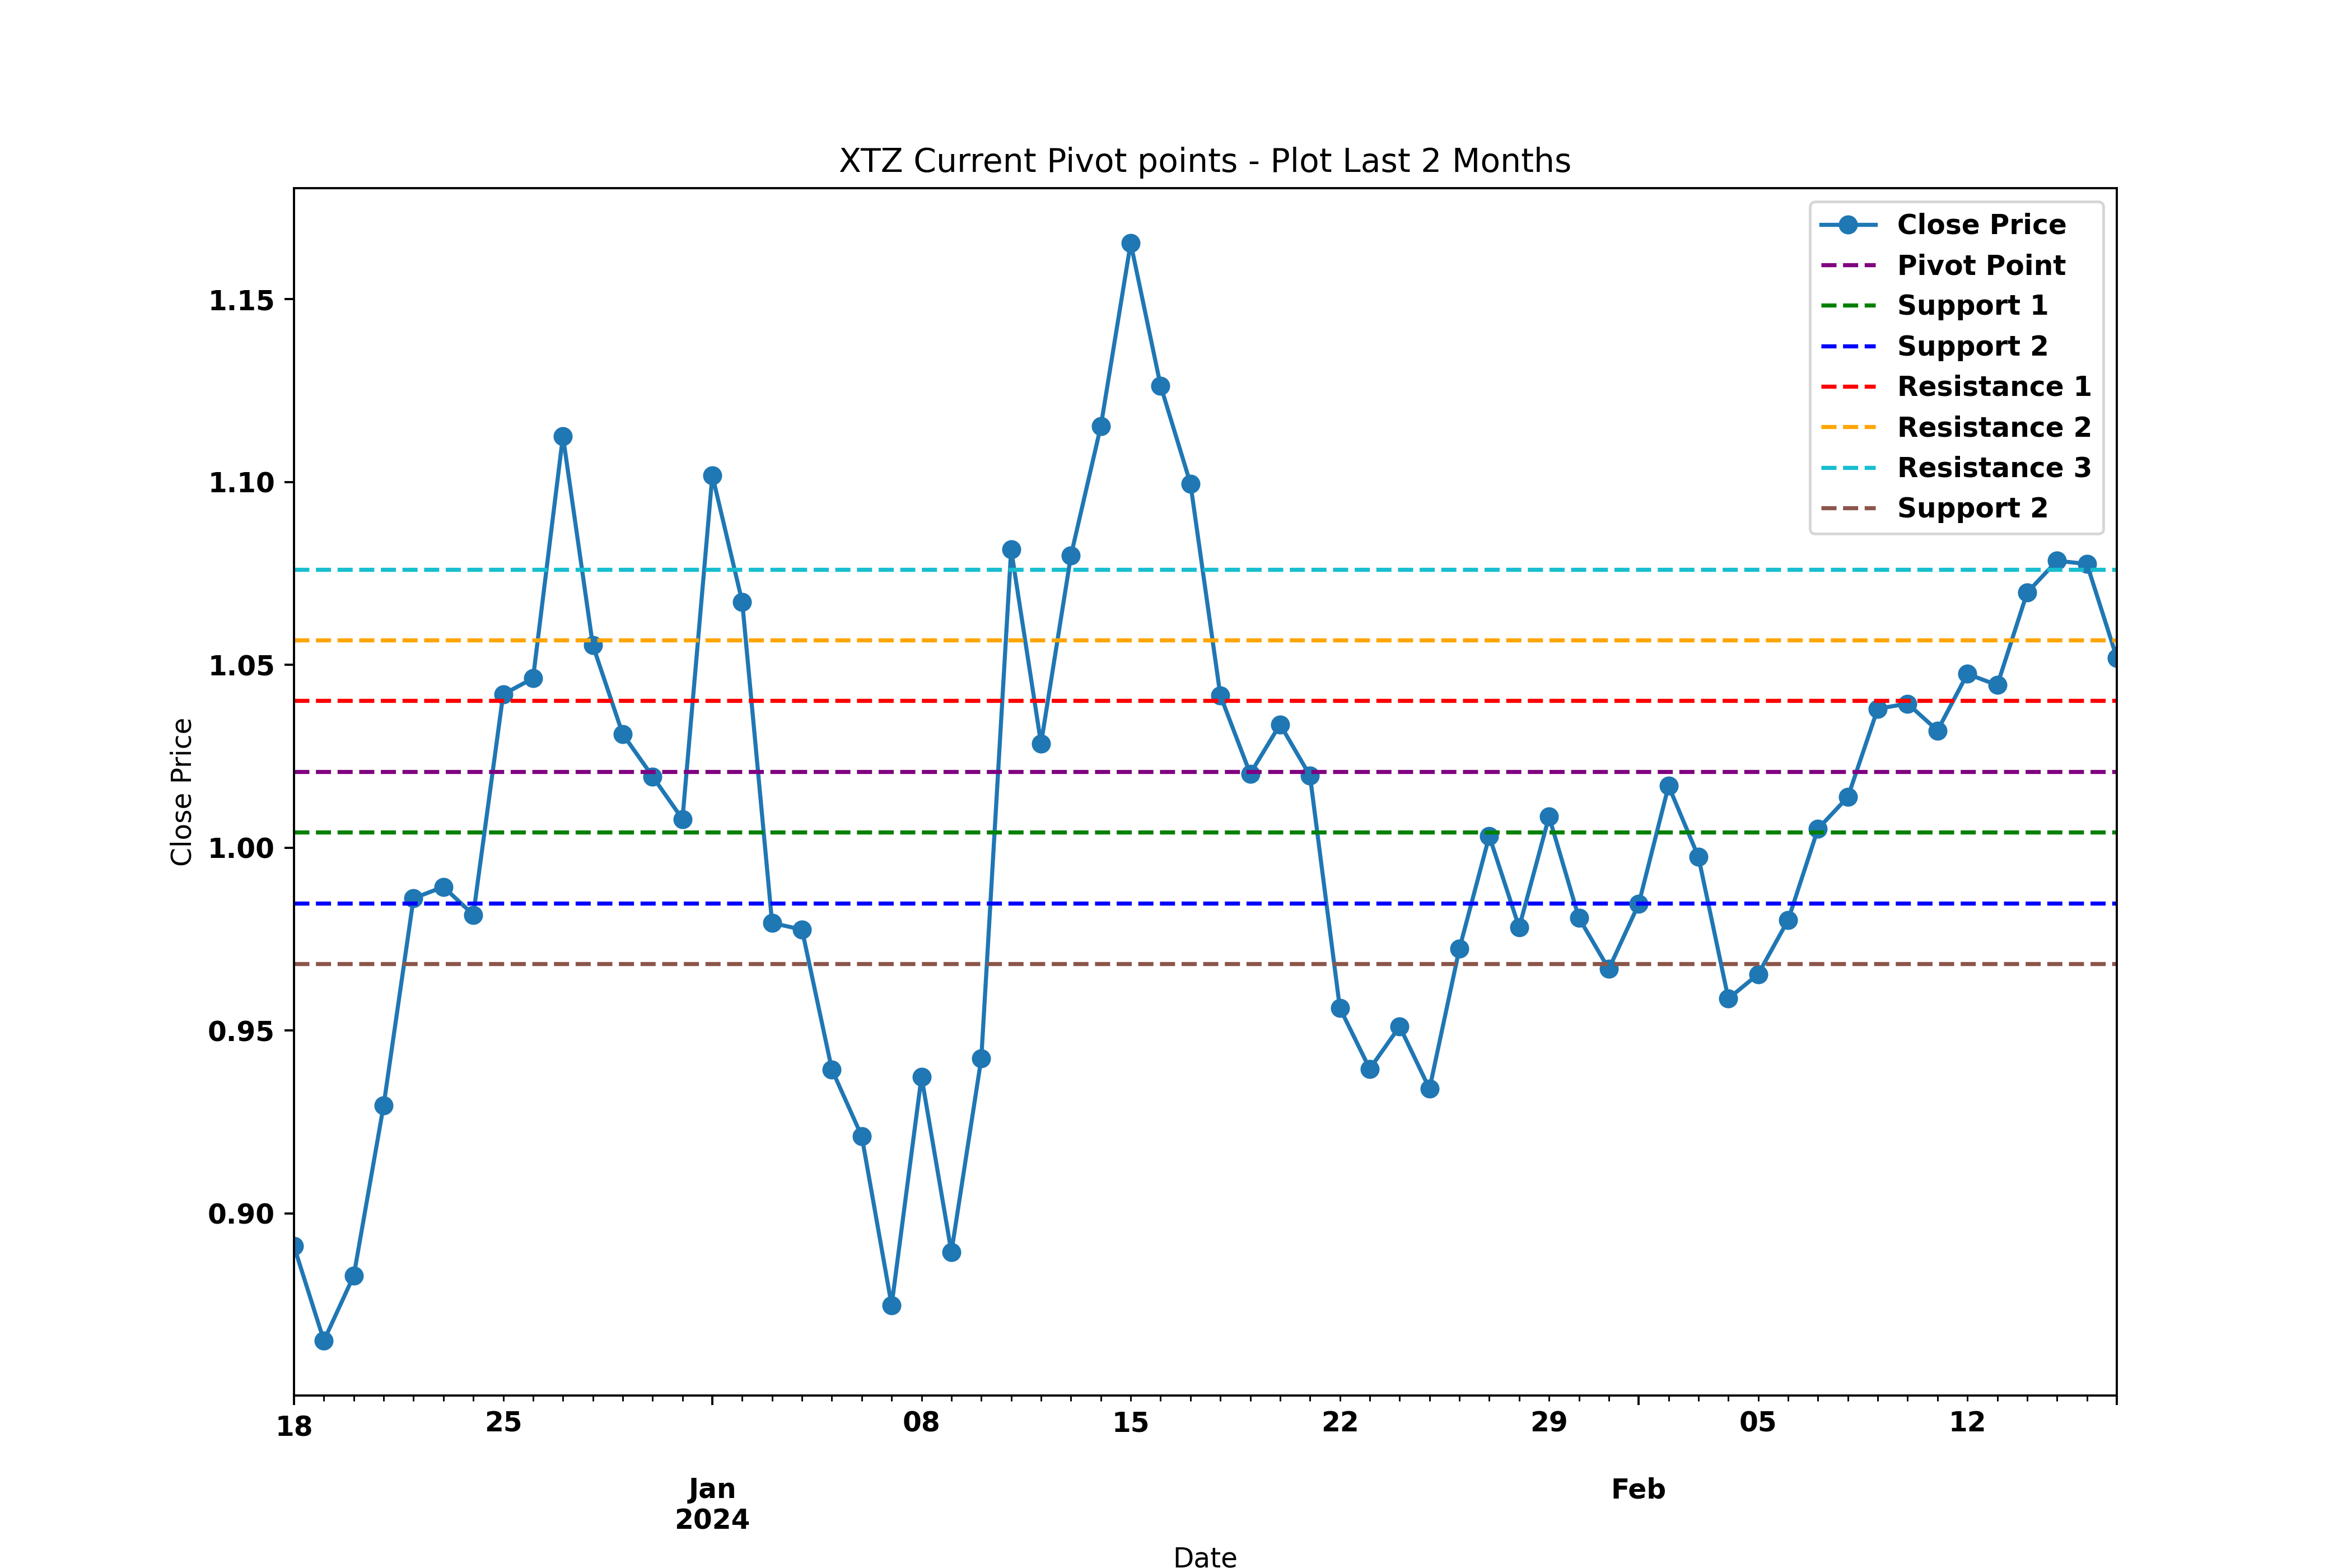 XTZ Current Pivot points - Plot Last 2 Months
Close Price
Pivot Point
Support 1
Support 2
Resistance 1
Resistance 2
Resistance 3
Support 2
1.15
1.10
1.05
1.00
0.95
0.90
Close Price
18 25 08 15 22 29 05 12
Jan Feb
2024
Date